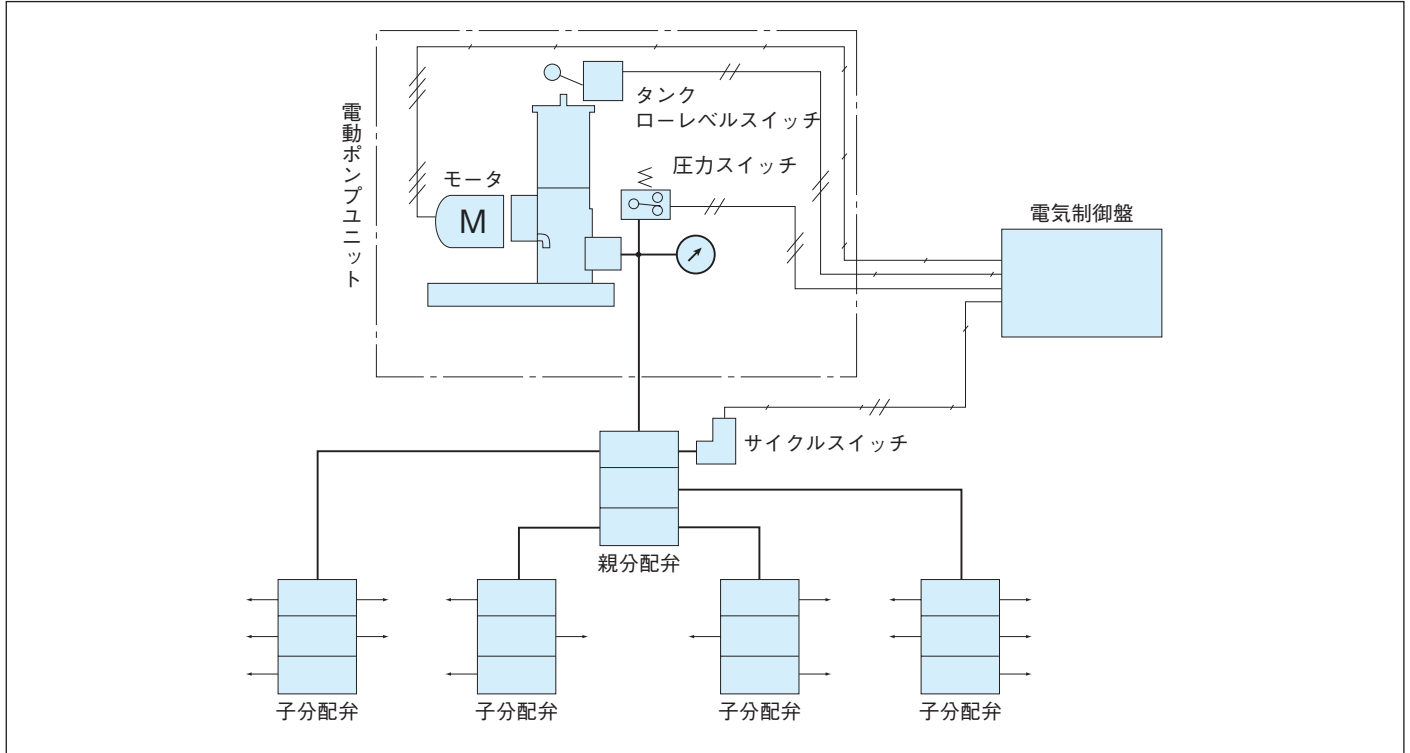 電動ポンプユニット
タンク
ローレベルスイッチ
圧力スイッチ
モータ
M
電気制御盤
サイクルスイッチ
親分配弁
子分配弁
子分配弁
子分配弁
子分配弁